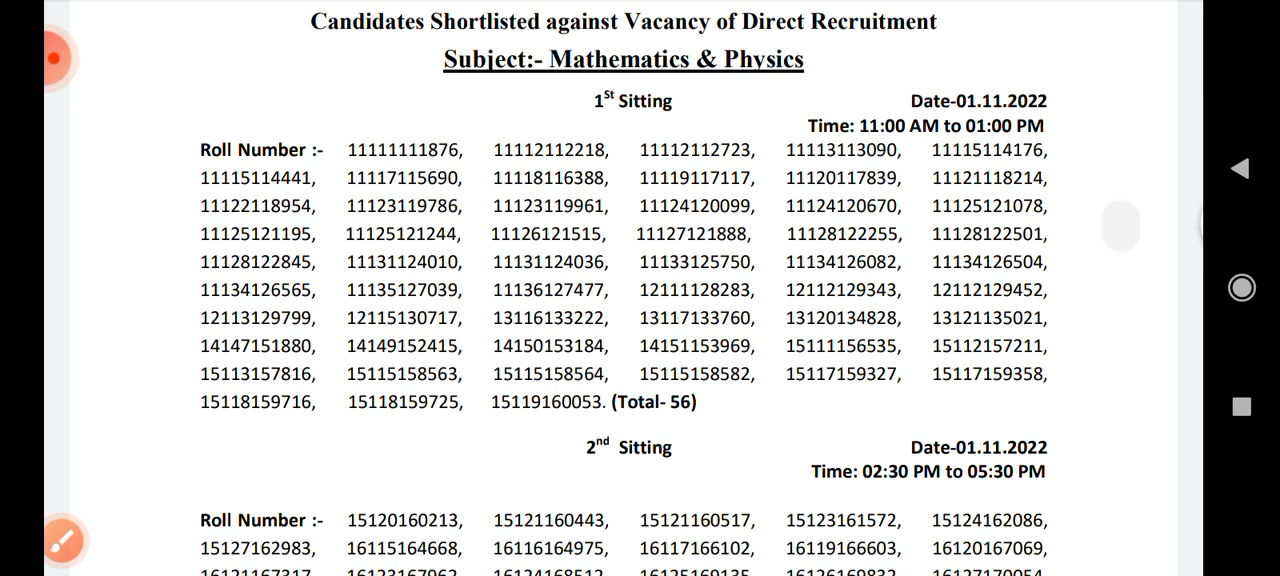 Candidates Shortlisted against Vacancy of Direct Recruitment
Subject:- Mathematics & Physics
1St Sitting Date-01.11.2022
Time: 11:00 AM to 01:00 PM
Roll Number :- 11111111876, 11112112218, 11112112723, 11113113090, 11115114176,
11115114441, 11117115690, 11118116388, 11119117117, 11120117839, 11121118214,
11122118954, 11123119786, 11123119961, 11124120099, 11124120670, 11125121078,
11125121195, 11125121244, 11126121515, 11127121888, 11128122255, 11128122501,
11128122845, 11131124010, 11131124036, 11133125750, 11134126082, 11134126504,
11134126565, 11135127039, 11136127477, 12111128283, 12112129343, 12112129452,
12113129799, 12115130717, 13116133222, 13117133760, 13120134828, 13121135021,
14147151880, 14149152415, 14150153184, 14151153969, 15111156535, 15112157211,
15113157816, 15115158563, 15115158564, 15115158582, 15117159327, 15117159358,
15118159716, 15118159725, 15119160053. (Total- 56)
2nd Sitting Date-01.11.2022
Time: 02:30 PM to 05:30 PM
Roll Number :- 15120160213, 15121160443, 15121160517, 15123161572, 15124162086,
15127162983, 16115164668, 16116164975, 16117166102, 16119166603, 16120167069,